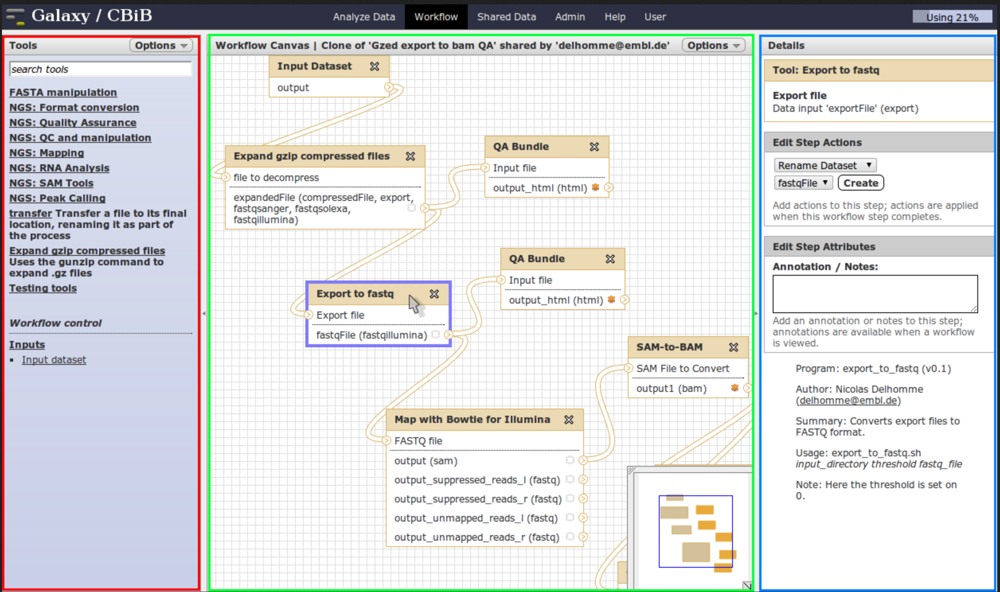 Galaxy / CBiB
Analyze Data
Workflow
Shared Data
Admin
Help
User
Using 21%
Tools
Options
search tools
FASTA manipulation
NGS: Format conversion
NGS: Quality Assurance
NGS: QC and manipulation
NGS: Mapping
NGS: RNA Analysis
NGS: SAM Tools
NGS: Peak Calling
transfer Transfer a file to its final
location, renaming it as part of
the process
Expand gzip compressed files
Uses the gunzip command to
expand .gz files
Testing tools
Workflow control
Inputs
Input dataset
Workflow Canvas | Clone of 'Gzed export to bam QA' shared by 'delhomme@embl.de'
Options
Input Dataset
output
Expand gzip compressed files
file to decompress
expandedFile (compressedFile, export,
fastqsanger, fastqsolexa,
fastqillumina)
QA Bundle
Input file
output_html (html)
QA Bundle
Input file
output_html (html)
Export to fastq
Export file
fastqFile (fastqillumina)
SAM-to-BAM
SAM File to Convert
output1 (bam)
Map with Bowtie for Illumina
FASTQ file
output (sam)
output_suppressed_reads_l (fastq)
output_suppressed_reads_r (fastq)
output_unmapped_reads_l (fastq)
output_unmapped_reads_r (fastq)
Details
Tool: Export to fastq
Export file
Data input 'exportFile' (export)
Edit Step Actions
Rename Dataset
fastqFile
Create
Add actions to this step; actions are applied
when this workflow step completes.
Edit Step Attributes
Annotation / Notes:
Add an annotation or notes to this step;
annotations are available when a workflow
is viewed.
Program: export_to_fastq (v0.1)
Author: Nicolas Delhomme
(delhomme@embl.de)
Summary: Converts export files to
FASTQ format.
Usage: export_to_fastq.sh
input_directory threshold fastq_file
Note: Here the threshold is set on
0.